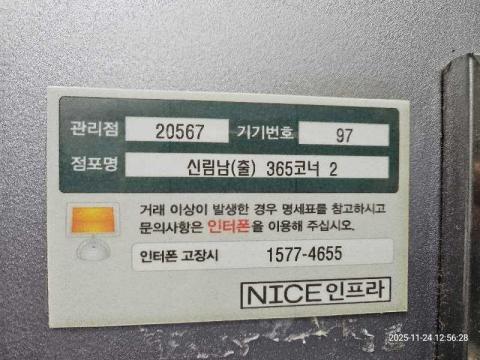 관리점 20567 기기번호 97
점포명 신림남(출) 365코너 2
거래 이상이 발생한 경우 명세표를 참고하시고
문의사항은 인터폰을 이용해 주십시오.
인터폰 고장시 1577-4655
NICE인프라
2025-11-24 12:56:28